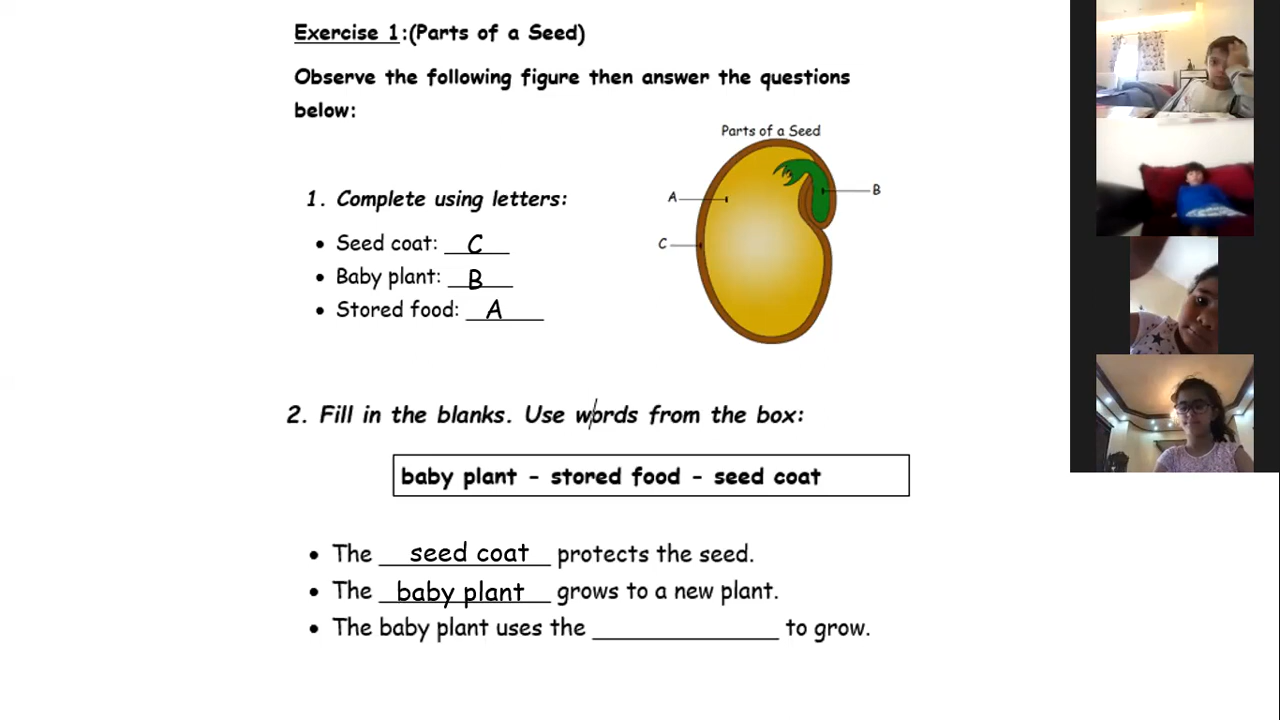 Exercise 1:(Parts of a Seed)
Observe the following figure then answer the questions
below:
Parts of a Seed
A
B
C
1. Complete using letters:
• Seed coat: C
• Baby plant: B
• Stored food: A
2. Fill in the blanks. Use words from the box:
baby plant - stored food - seed coat
• The seed coat protects the seed.
• The baby plant grows to a new plant.
• The baby plant uses the ______________ to grow.